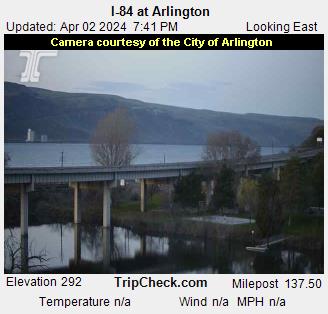 I-84 at Arlington
Updated: Apr 02 2024 7:41 PM Looking East
Camera courtesy of the City of Arlington
Elevation 292 TripCheck.com Milepost 137.50
Temperature n/a Wind n/a MPH n/a